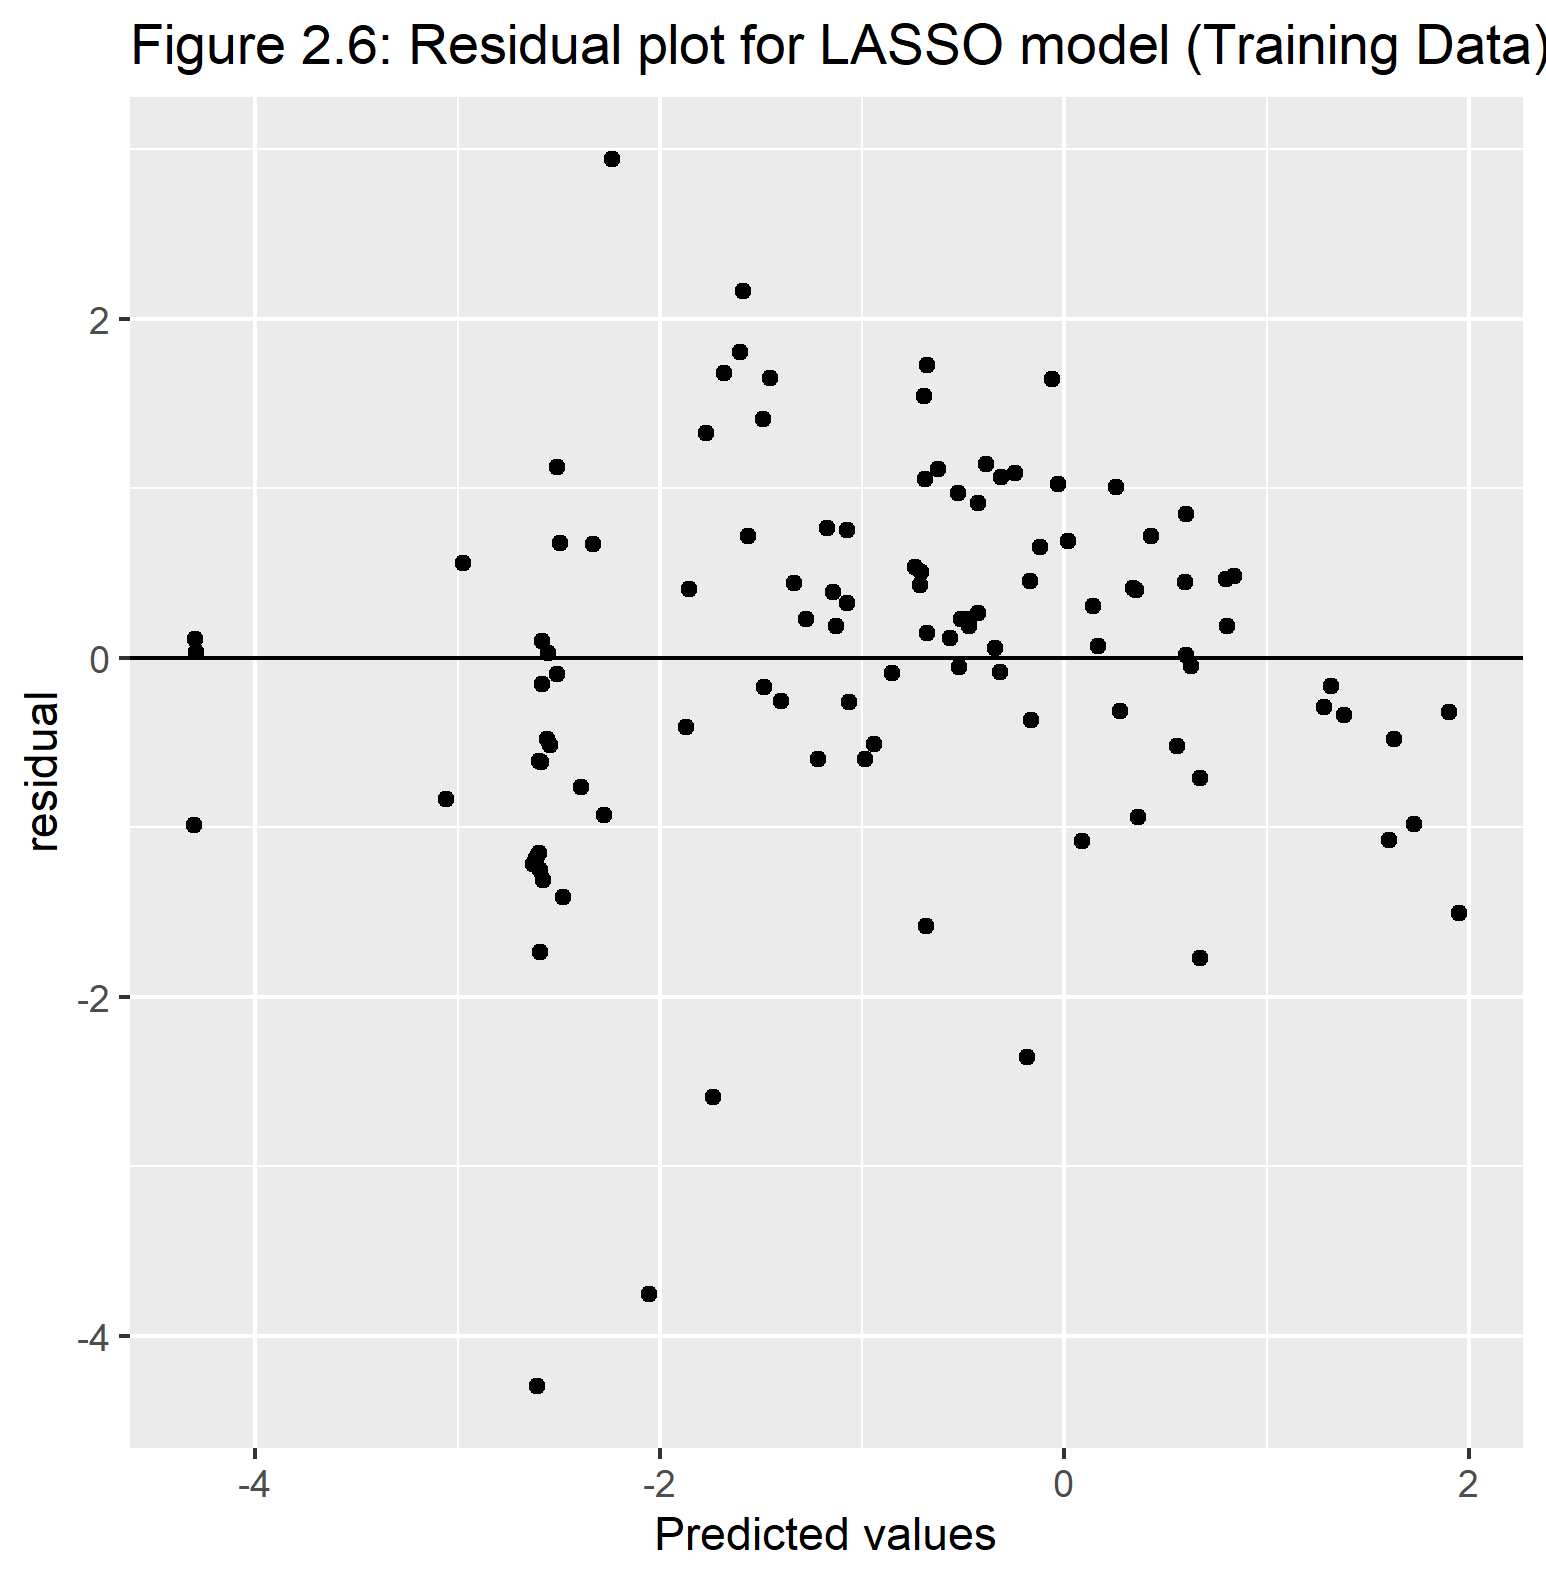 Figure 2.6: Residual plot for LASSO model (Training Data)
2
0
-2
-4
residual
-4 -2 0 2
Predicted values